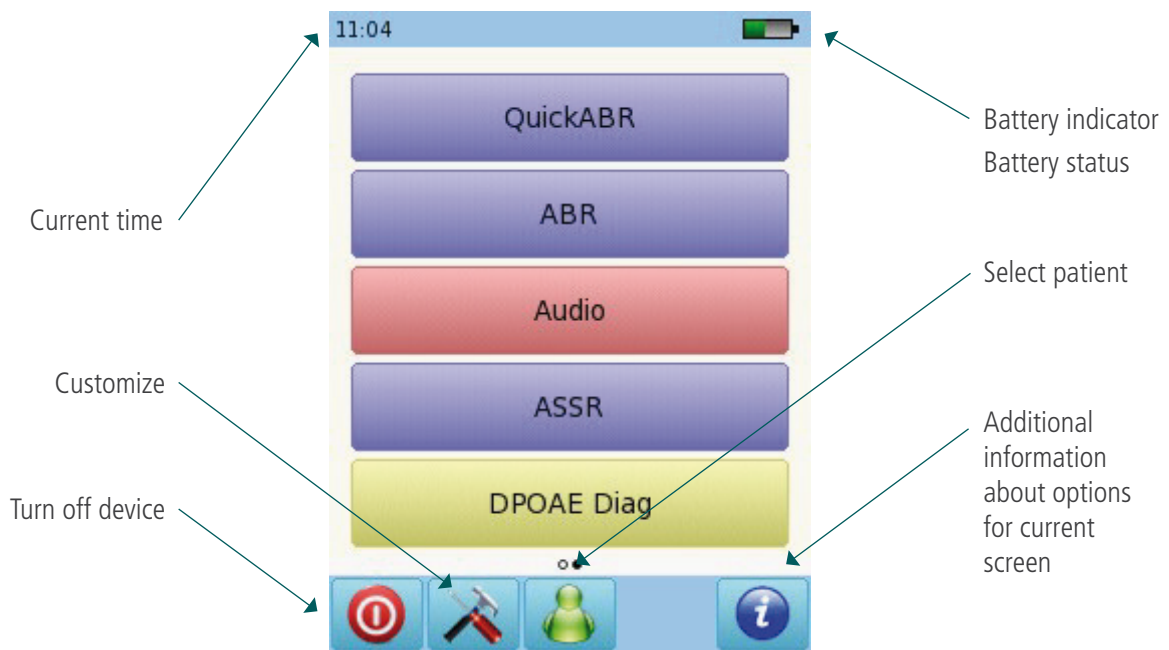 11:04
Battery indicator
Battery status
QuickABR
ABR
Current time
Select patient
Audio
Customize
ASSR
Additional
information
about options
for current
screen
DPOAE Diag
Turn off device
i